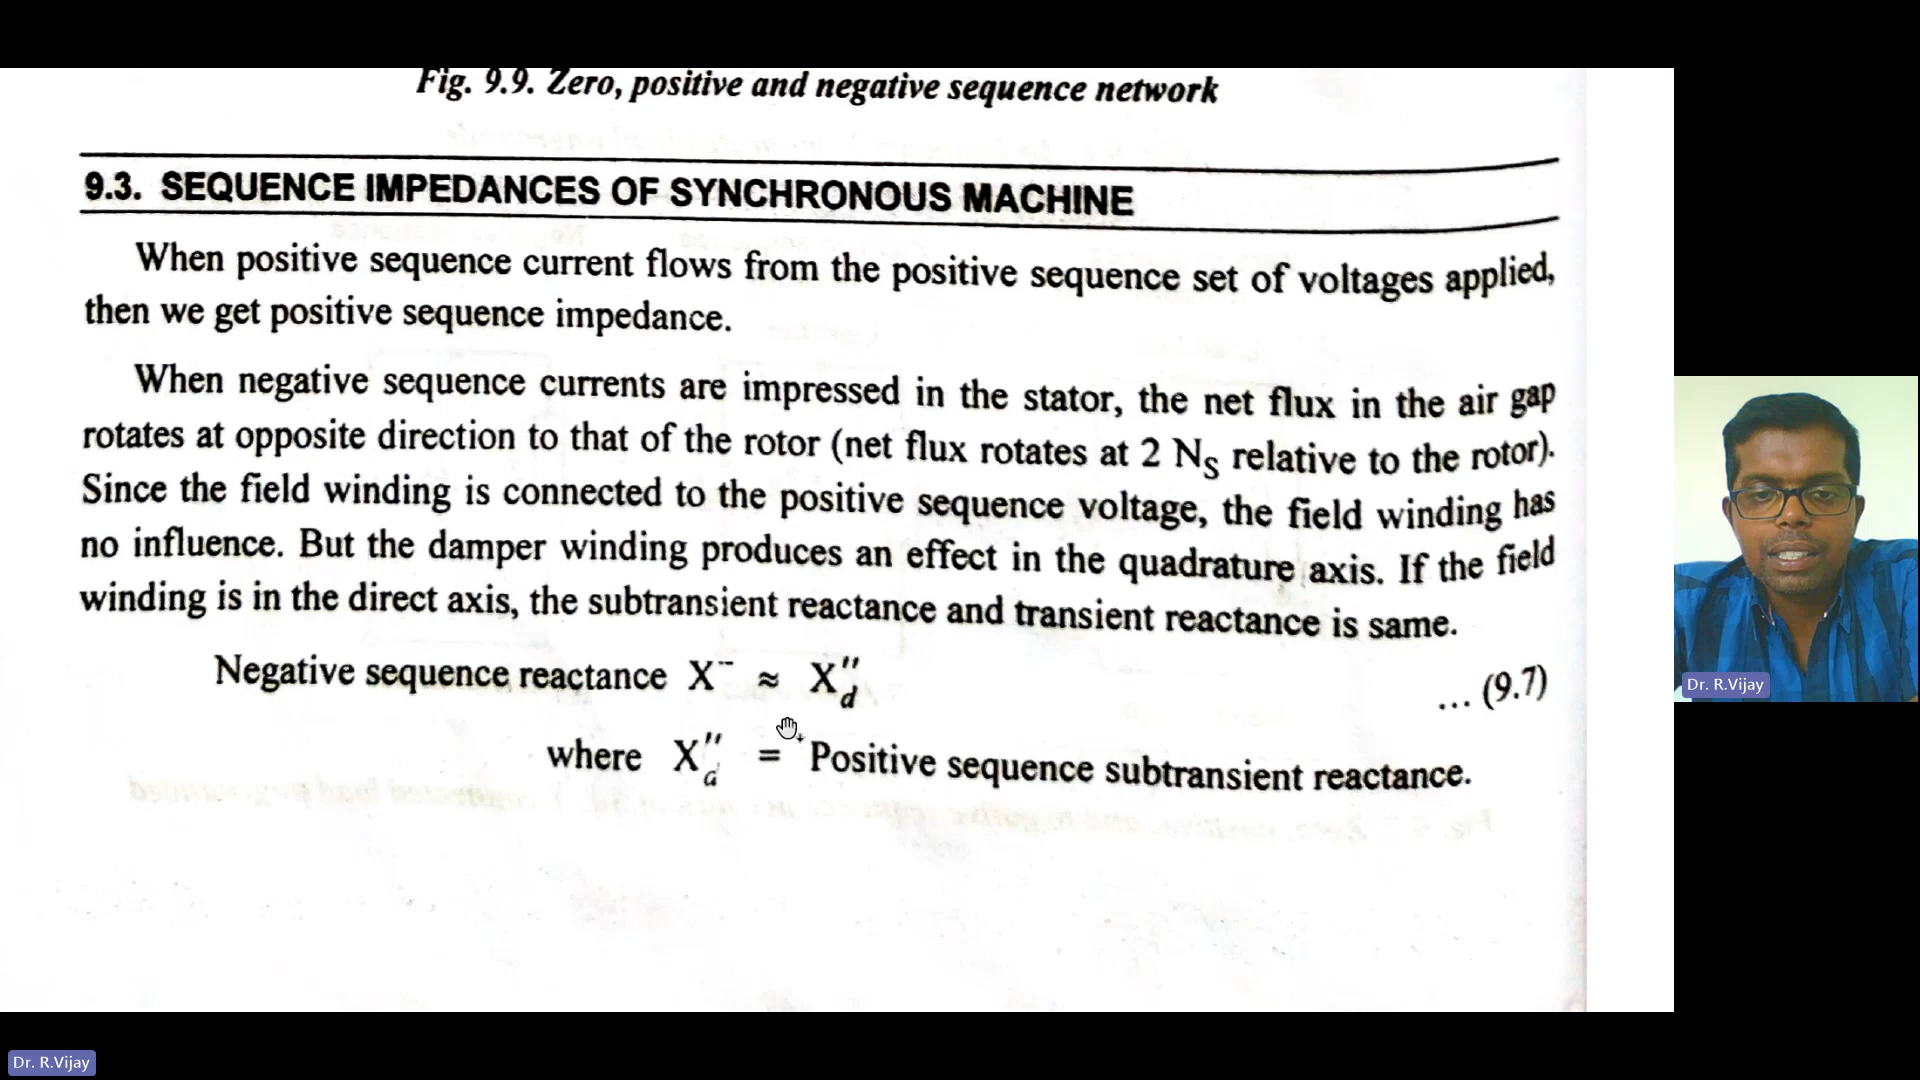 Fig. 9.9. Zero, positive and negative sequence network
9.3. SEQUENCE IMPEDANCES OF SYNCHRONOUS MACHINE
When positive sequence current flows from the positive sequence set of voltages applied,
then we get positive sequence impedance.
When negative sequence currents are impressed in the stator, the net flux in the air gap
rotates at opposite direction to that of the rotor (net flux rotates at 2 N_S relative to the rotor).
Since the field winding is connected to the positive sequence voltage, the field winding has
no influence. But the damper winding produces an effect in the quadrature axis. If the field
winding is in the direct axis, the subtransient reactance and transient reactance is same.
Negative sequence reactance X⁻ ≈ X″_d ... (9.7)
where X″_d = Positive sequence subtransient reactance.
Dr. R.Vijay
Dr. R.Vijay